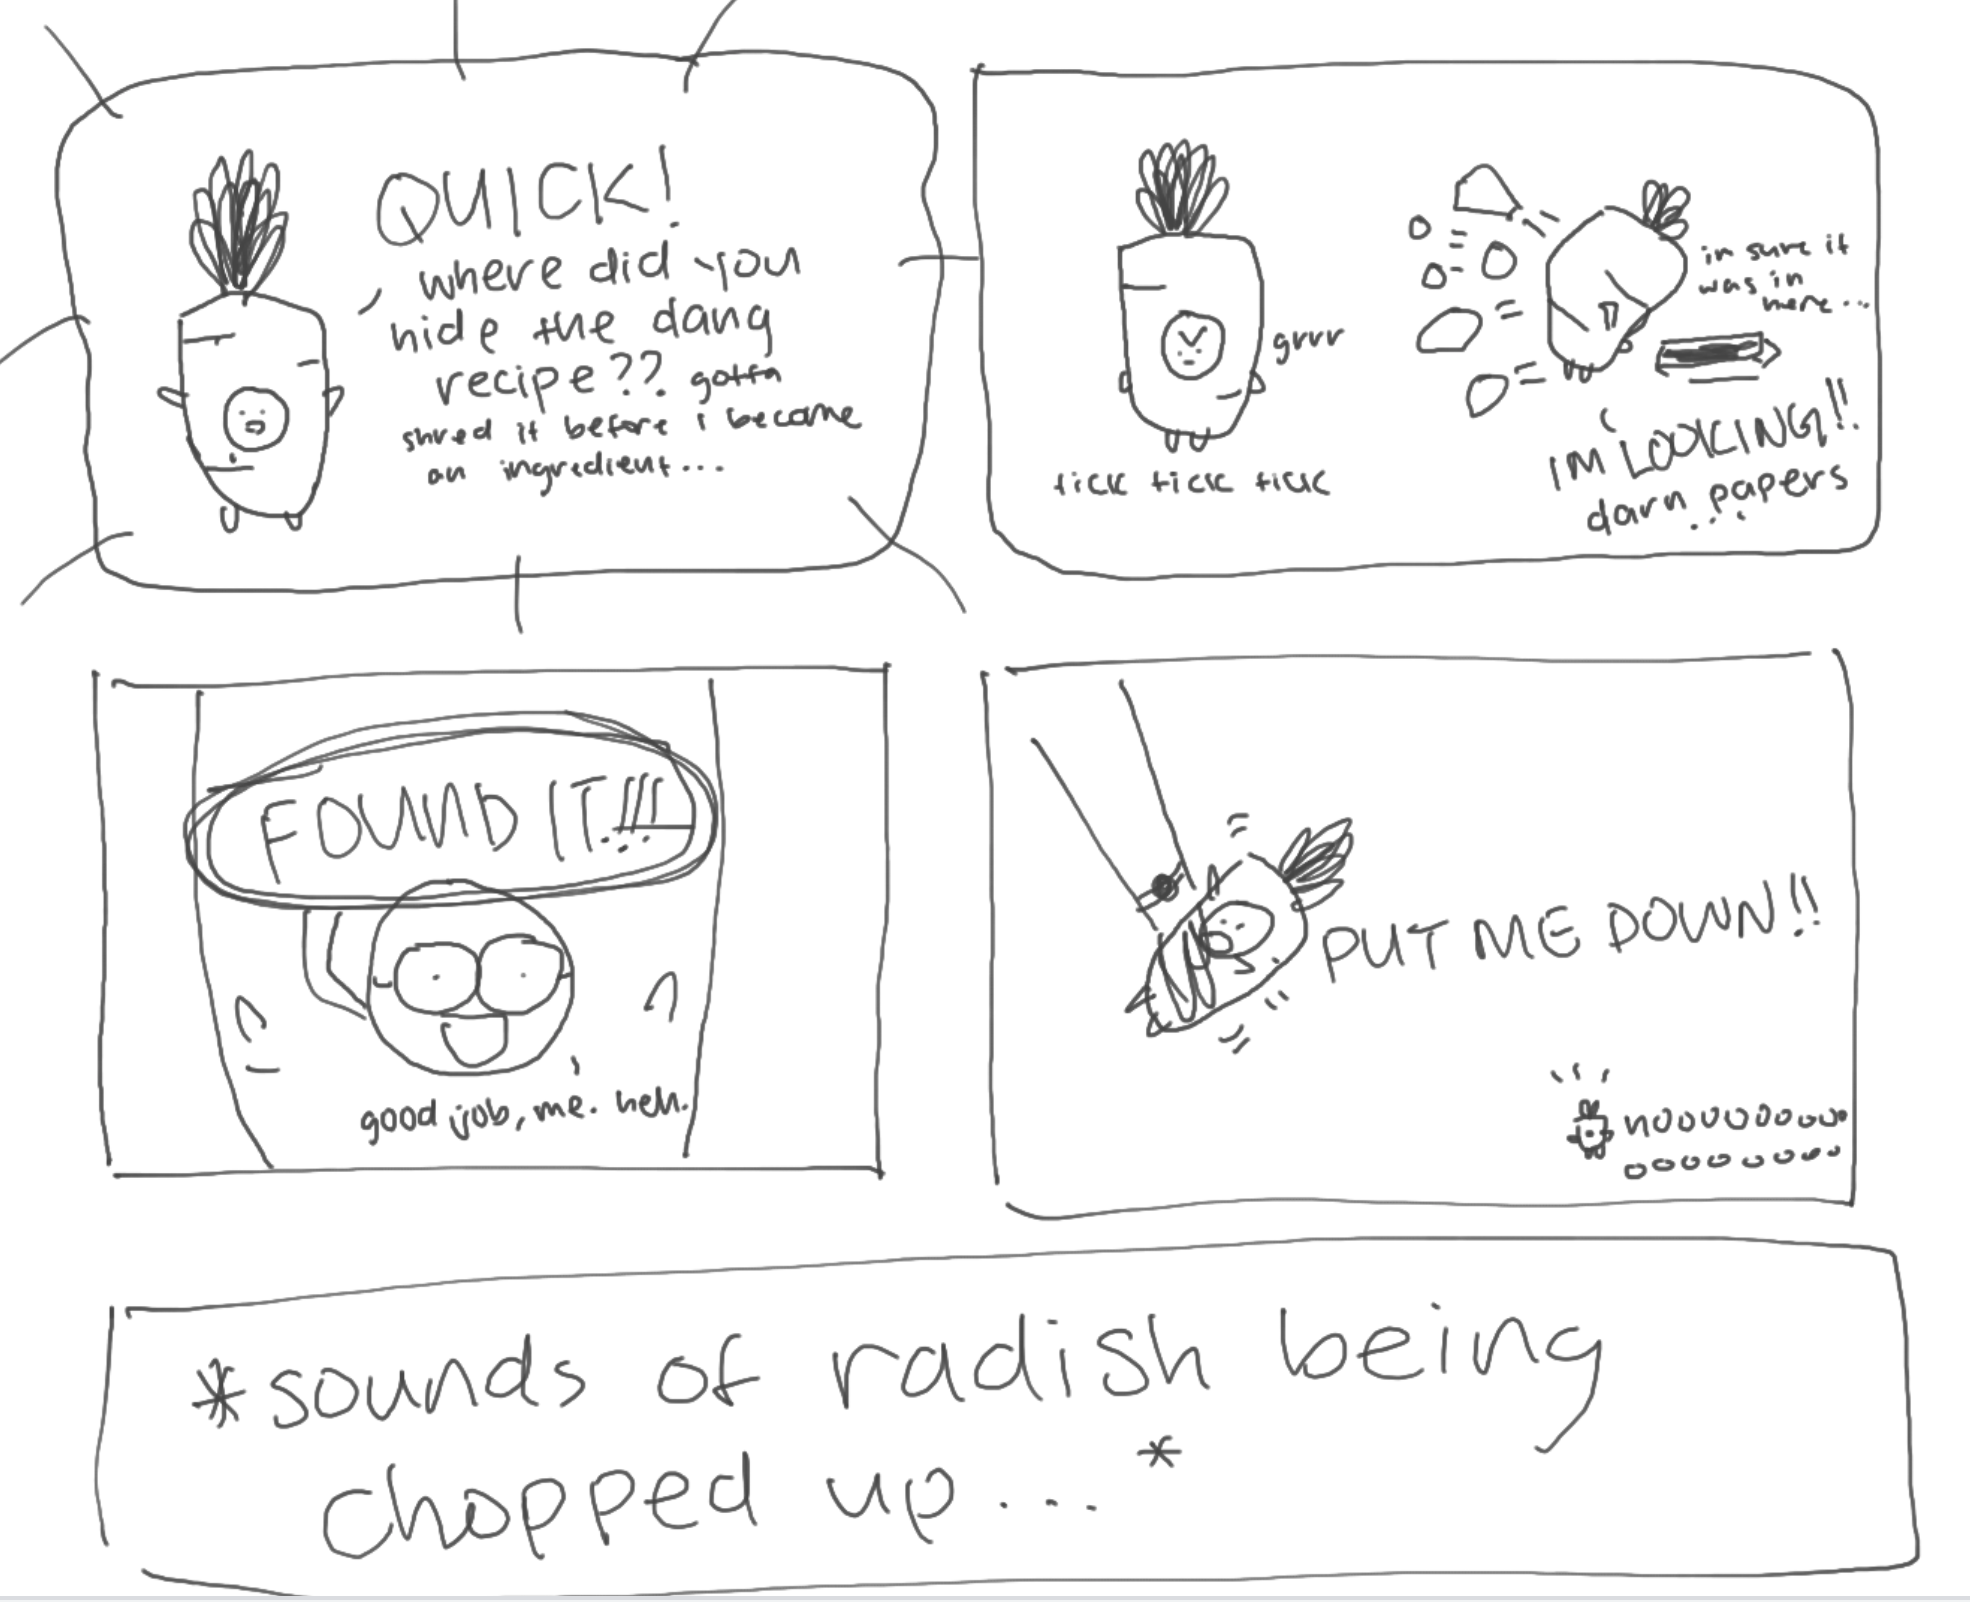 QUICK!
where did you
hide the dang
recipe?? gotta
shred it before i become
an ingredient...
grrr
tick tick tick
im sure it
was in
here...
IM LOOKING!!
darn papers
...
FOUND IT!!!
good job, me. heh.
PUT ME DOWN!!
nooooooooo
oooooooo
*sounds of radish being
chopped up... *